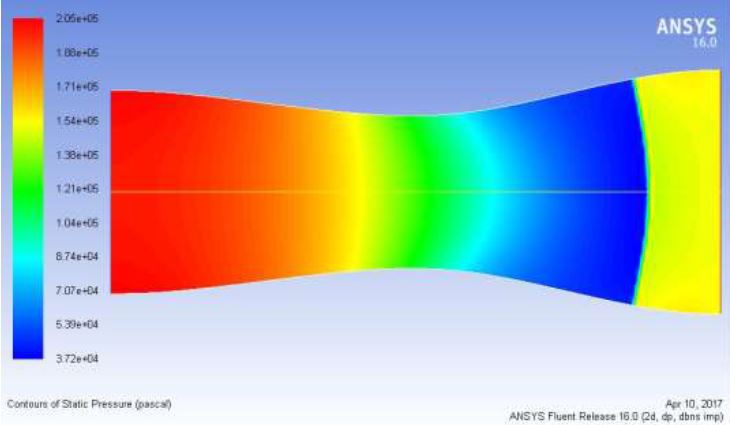 2.05e+05
1.88e+05
1.71e+05
1.54e+05
1.38e+05
1.21e+05
1.04e+05
8.74e+04
7.07e+04
5.39e+04
3.72e+04
ANSYS
16.0
Contours of Static Pressure (pascal)
Apr 10, 2017
ANSYS Fluent Release 16.0 (2d, dp, dbns imp)